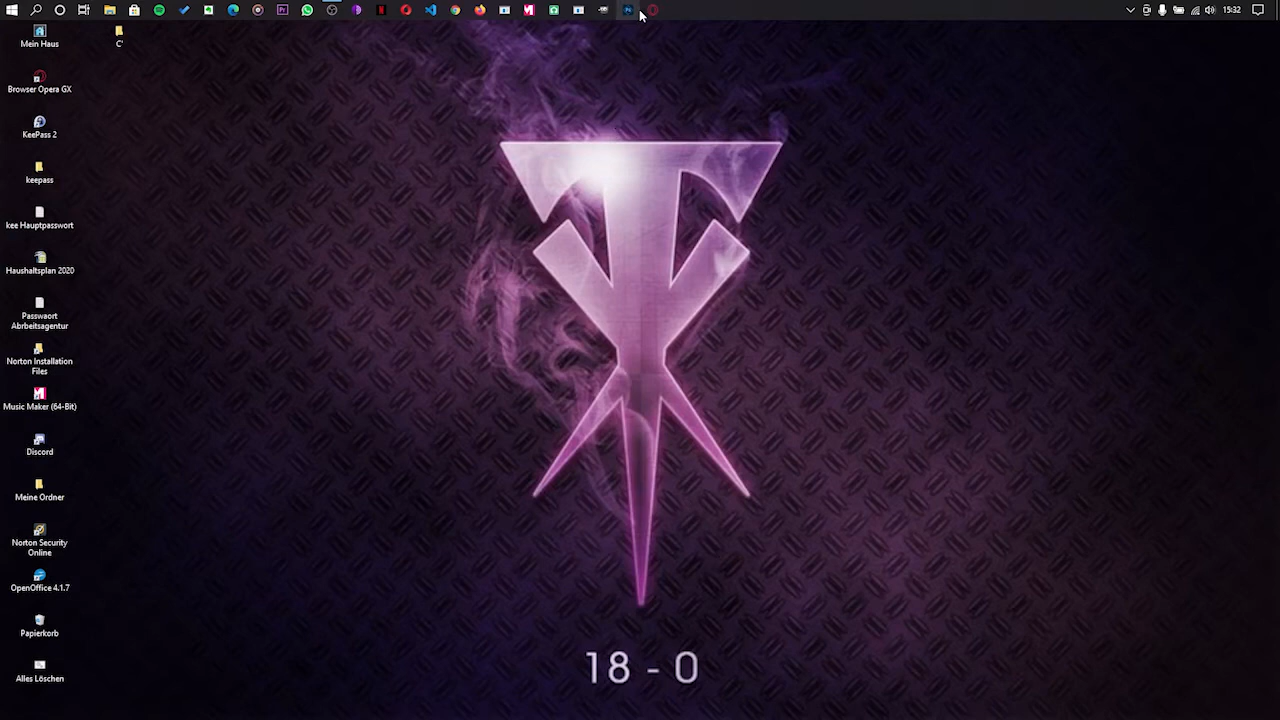 15:32
Mein Haus
C'
Browser Opera GX
KeePass 2
keepass
kee Hauptpasswort
Haushaltsplan 2020
Passwaort
Abrbeitsagentur
Norton Installation
Files
Music Maker (64-Bit)
Discord
Meine Ordner
Norton Security
Online
OpenOffice 4.1.7
Papierkorb
Alles Löschen
18 - 0